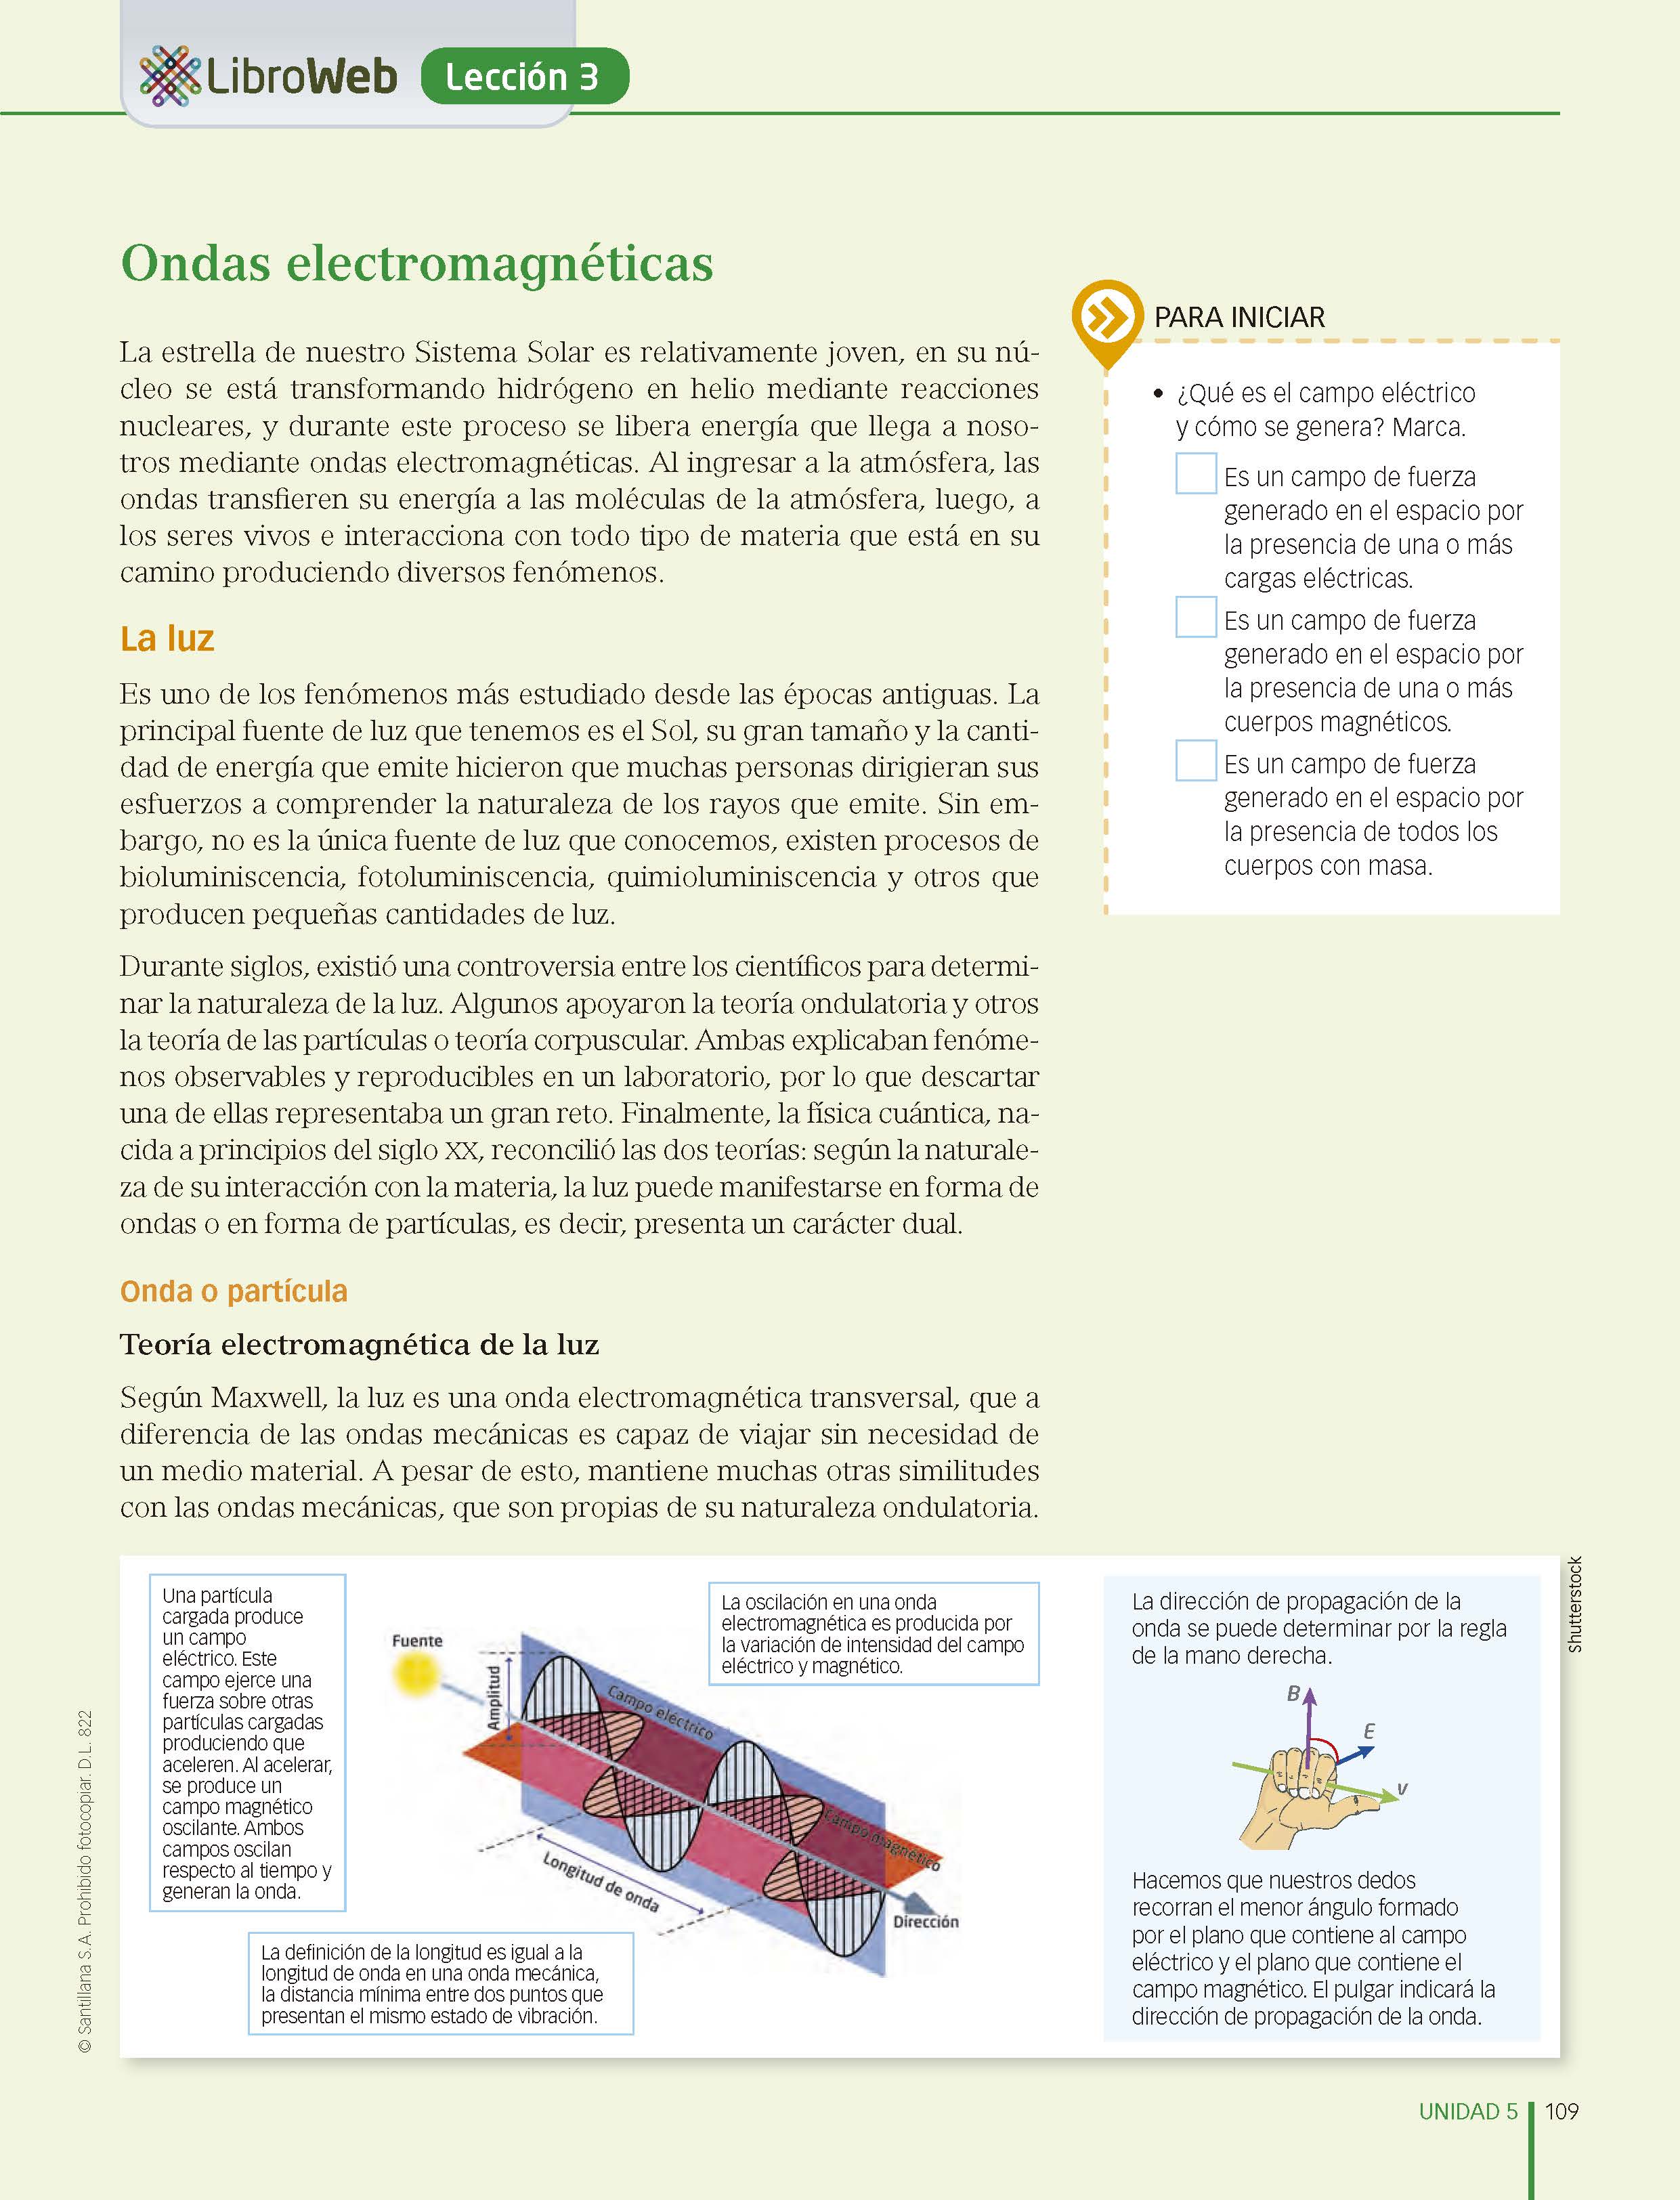 LibroWeb Lección 3
Ondas electromagnéticas
La estrella de nuestro Sistema Solar es relativamente joven, en su nú-
cleo se está transformando hidrógeno en helio mediante reacciones
nucleares, y durante este proceso se libera energía que llega a noso-
tros mediante ondas electromagnéticas. Al ingresar a la atmósfera, las
ondas transfieren su energía a las moléculas de la atmósfera, luego, a
los seres vivos e interacciona con todo tipo de materia que está en su
camino produciendo diversos fenómenos.
La luz
Es uno de los fenómenos más estudiado desde las épocas antiguas. La
principal fuente de luz que tenemos es el Sol, su gran tamaño y la canti-
dad de energía que emite hicieron que muchas personas dirigieran sus
esfuerzos a comprender la naturaleza de los rayos que emite. Sin em-
bargo, no es la única fuente de luz que conocemos, existen procesos de
bioluminiscencia, fotoluminiscencia, quimioluminiscencia y otros que
producen pequeñas cantidades de luz.
Durante siglos, existió una controversia entre los científicos para determi-
nar la naturaleza de la luz. Algunos apoyaron la teoría ondulatoria y otros
la teoría de las partículas o teoría corpuscular. Ambas explicaban fenóme-
nos observables y reproducibles en un laboratorio, por lo que descartar
una de ellas representaba un gran reto. Finalmente, la física cuántica, na-
cida a principios del siglo XX, reconcilió las dos teorías: según la naturale-
za de su interacción con la materia, la luz puede manifestarse en forma de
ondas o en forma de partículas, es decir, presenta un carácter dual.
Onda o partícula
Teoría electromagnética de la luz
Según Maxwell, la luz es una onda electromagnética transversal, que a
diferencia de las ondas mecánicas es capaz de viajar sin necesidad de
un medio material. A pesar de esto, mantiene muchas otras similitudes
con las ondas mecánicas, que son propias de su naturaleza ondulatoria.
PARA INICIAR
• ¿Qué es el campo eléctrico
y cómo se genera? Marca.
Es un campo de fuerza
generado en el espacio por
la presencia de una o más
cargas eléctricas.
Es un campo de fuerza
generado en el espacio por
la presencia de una o más
cuerpos magnéticos.
Es un campo de fuerza
generado en el espacio por
la presencia de todos los
cuerpos con masa.
Una partícula
cargada produce
un campo
eléctrico. Este
campo ejerce una
fuerza sobre otras
partículas cargadas
produciendo que
aceleren. Al acelerar,
se produce un
campo magnético
oscilante. Ambos
campos oscilan
respecto al tiempo y
generan la onda.
Fuente
Amplitud
Campo eléctrico
Campo magnético
Longitud de onda
Dirección
La oscilación en una onda
electromagnética es producida por
la variación de intensidad del campo
eléctrico y magnético.
La definición de la longitud es igual a la
longitud de onda en una onda mecánica,
la distancia mínima entre dos puntos que
presentan el mismo estado de vibración.
La dirección de propagación de la
onda se puede determinar por la regla
de la mano derecha.
B
E
v
Hacemos que nuestros dedos
recorran el menor ángulo formado
por el plano que contiene al campo
eléctrico y el plano que contiene el
campo magnético. El pulgar indicará la
dirección de propagación de la onda.
Shutterstock
© Santillana S.A. Prohibido fotocopiar. D.L. 822
UNIDAD 5 109